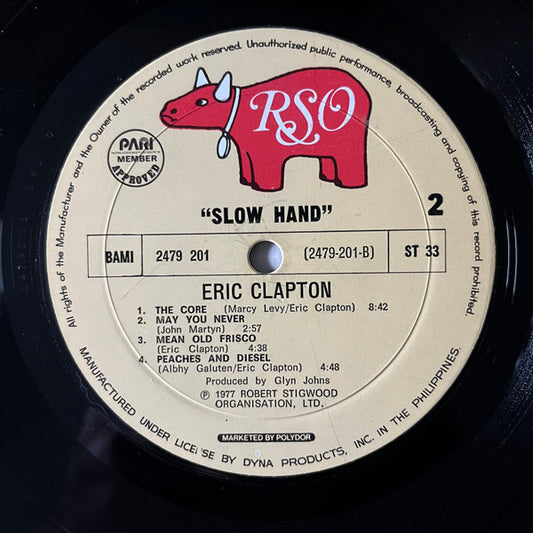 All rights of the Manufacturer and the Owner of the recorded work reserved. Unauthorized public performance, broadcasting and copying of this record prohibited.
RSO
PARI
MEMBER
APPROVED
"SLOW HAND"
2
BAMI
2479 201
(2479-201-B)
ST 33
ERIC CLAPTON
1. THE CORE (Marcy Levy/Eric Clapton) 8:42
2. MAY YOU NEVER
(John Martyn) 2:57
3. MEAN OLD FRISCO
(Eric Clapton) 4:38
4. PEACHES AND DIESEL
(Albhy Galuten/Eric Clapton) 4:48
Produced by Glyn Johns
℗ 1977 ROBERT STIGWOOD
ORGANISATION, LTD.
MARKETED BY POLYDOR
MANUFACTURED UNDER LICENSE BY DYNA PRODUCTS, INC. IN THE PHILIPPINES.